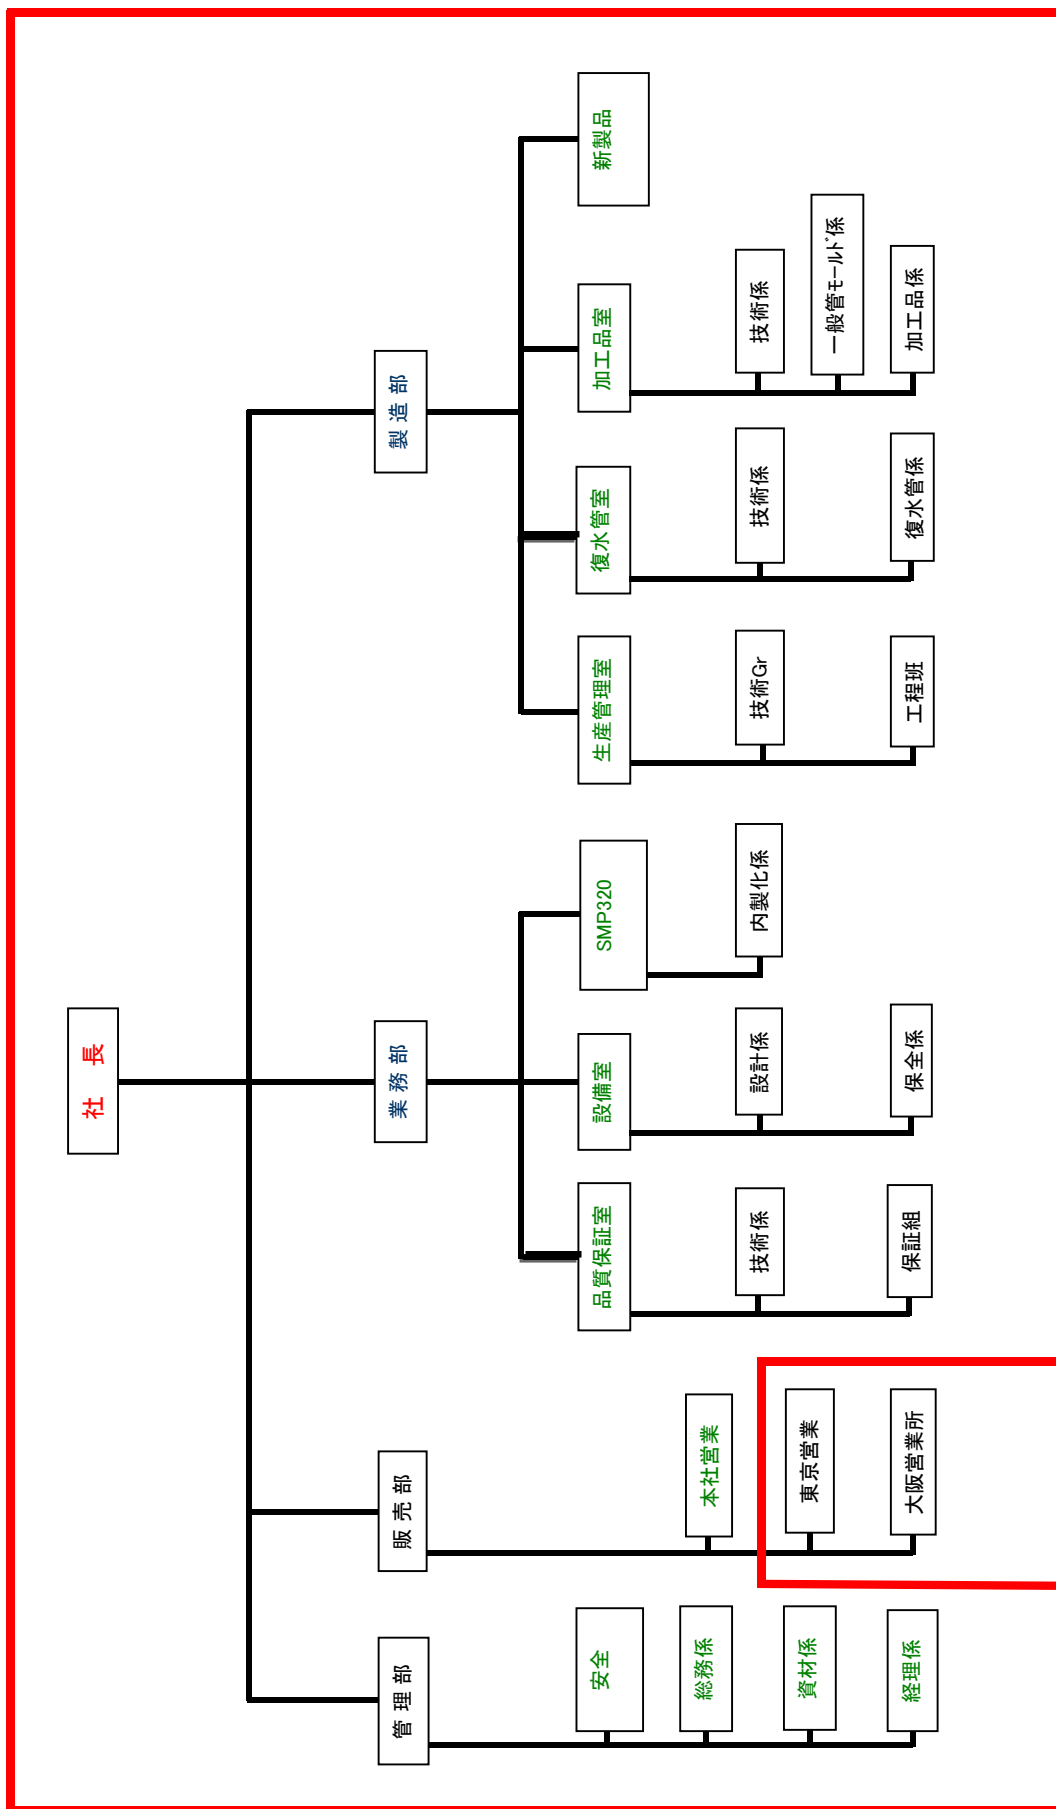 社 長
管 理 部
販 売 部
業 務 部
製 造 部
安全
総務係
資材係
経理係
本社営業
東京営業
大阪営業所
品質保証室
技術係
保証組
設備室
設計係
保全係
SMP320
内製化係
生産管理室
技術Gr
工程班
復水管室
技術係
復水管係
加工品室
技術係
一般管ﾓｰﾙﾄﾞ係
加工品係
新製品